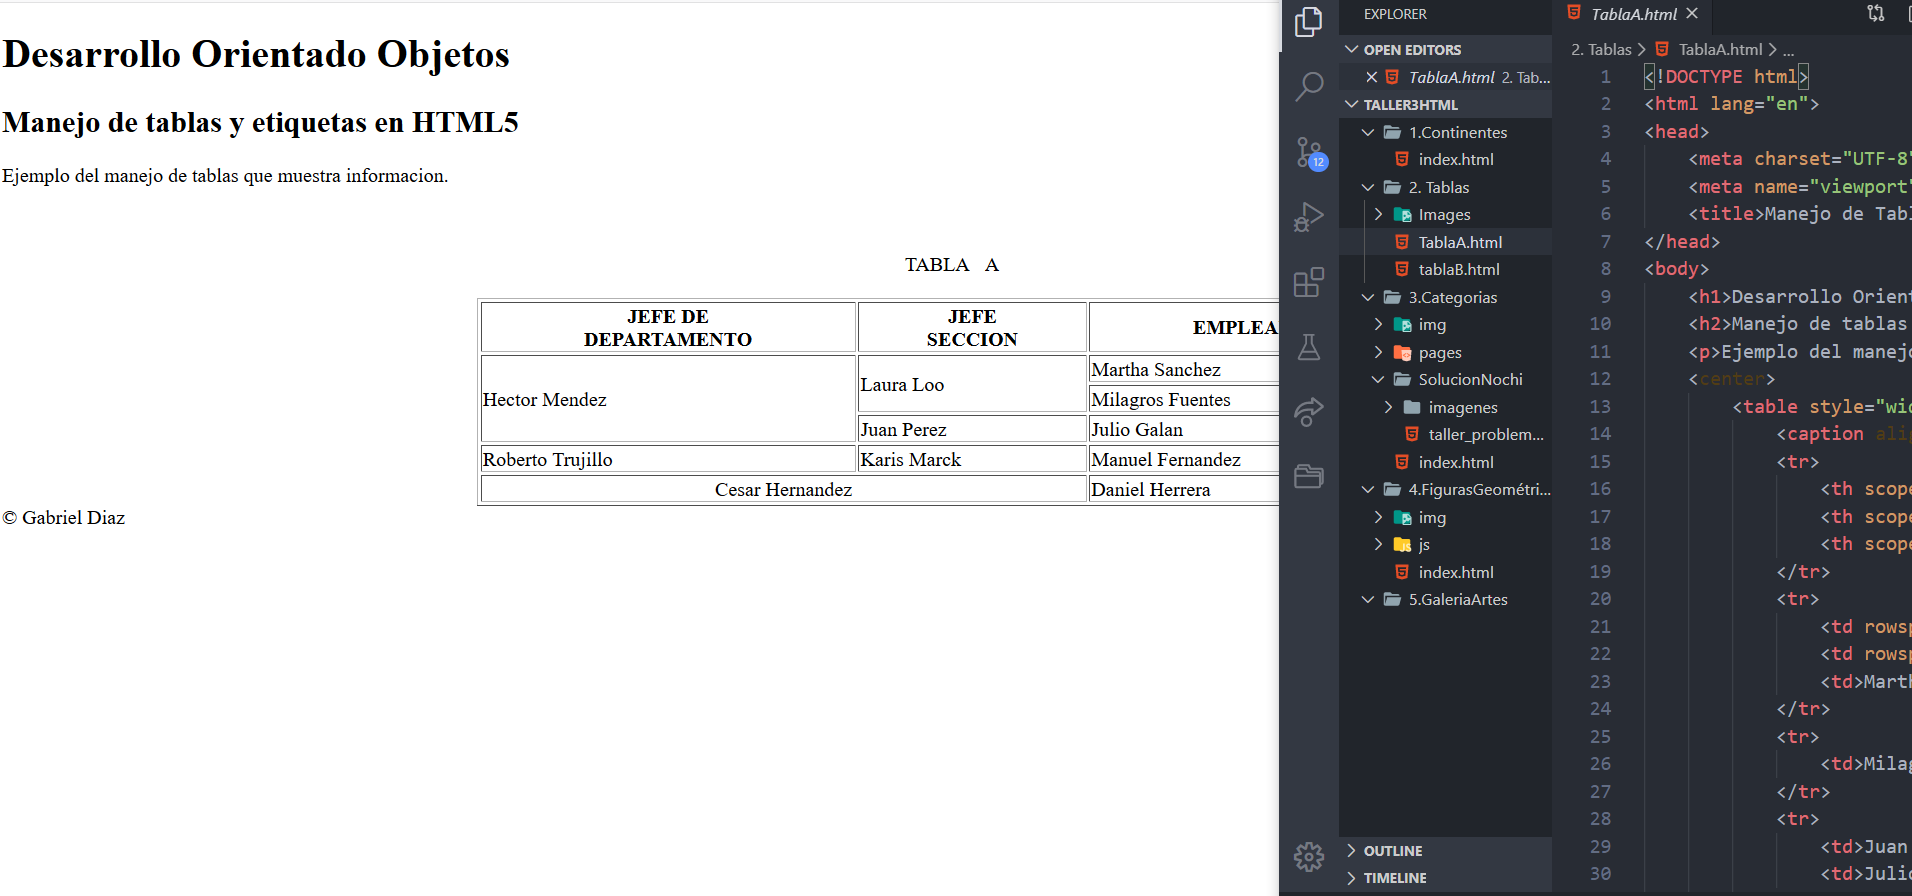 Desarrollo Orientado Objetos
Manejo de tablas y etiquetas en HTML5
Ejemplo del manejo de tablas que muestra informacion.
TABLA A
JEFE DE
DEPARTAMENTO
JEFE
SECCION
EMPLEA
Hector Mendez
Laura Loo
Martha Sanchez
Milagros Fuentes
Juan Perez
Julio Galan
Roberto Trujillo
Karis Marck
Manuel Fernandez
Cesar Hernandez
Daniel Herrera
© Gabriel Diaz
12
EXPLORER
OPEN EDITORS
TablaA.html 2. Tab...
TALLER3HTML
1.Continentes
index.html
2. Tablas
Images
TablaA.html
tablaB.html
3.Categorias
img
pages
SolucionNochi
imagenes
taller_problem...
index.html
4.FigurasGeométri...
img
js
index.html
5.GaleriaArtes
OUTLINE
TIMELINE
TablaA.html
2. Tablas > TablaA.html > ...
1 <!DOCTYPE html>
2 <html lang="en">
3 <head>
4 <meta charset="UTF-8"
5 <meta name="viewport"
6 <title>Manejo de Tabl
7 </head>
8 <body>
9 <h1>Desarrollo Orient
10 <h2>Manejo de tablas
11 <p>Ejemplo del manejo
12 <center>
13 <table style="wid
14 <caption alig
15 <tr>
16 <th scope
17 <th scope
18 <th scope
19 </tr>
20 <tr>
21 <td rowsp
22 <td rowsp
23 <td>Marth
24 </tr>
25 <tr>
26 <td>Milag
27 </tr>
28 <tr>
29 <td>Juan
30 <td>Julio